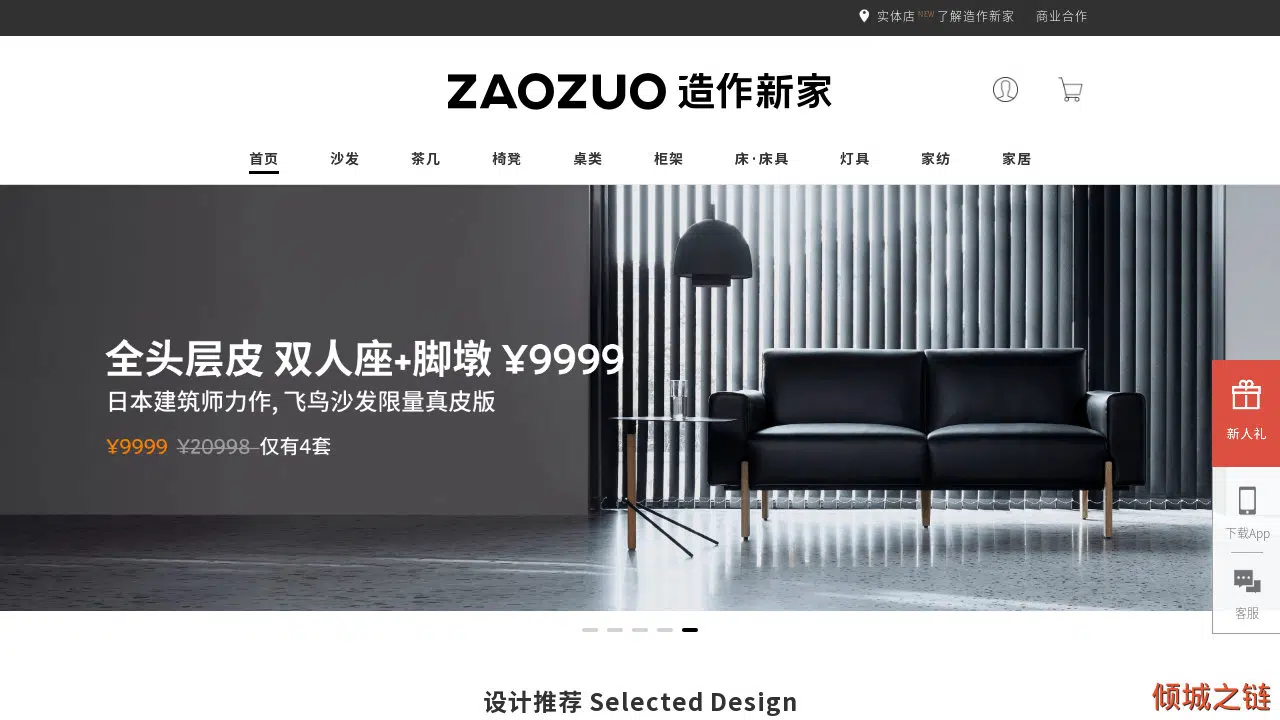 实体店 NEW 了解造作新家 商业合作
ZAOZUO 造作新家
首页 沙发 茶几 椅凳 桌类 柜架 床·床具 灯具 家纺 家居
全头层皮 双人座+脚墩 ¥9999
日本建筑师力作, 飞鸟沙发限量真皮版
¥9999 ¥20998 仅有4套
新人礼
下载App
客服
设计推荐 Selected Design
倾城之链